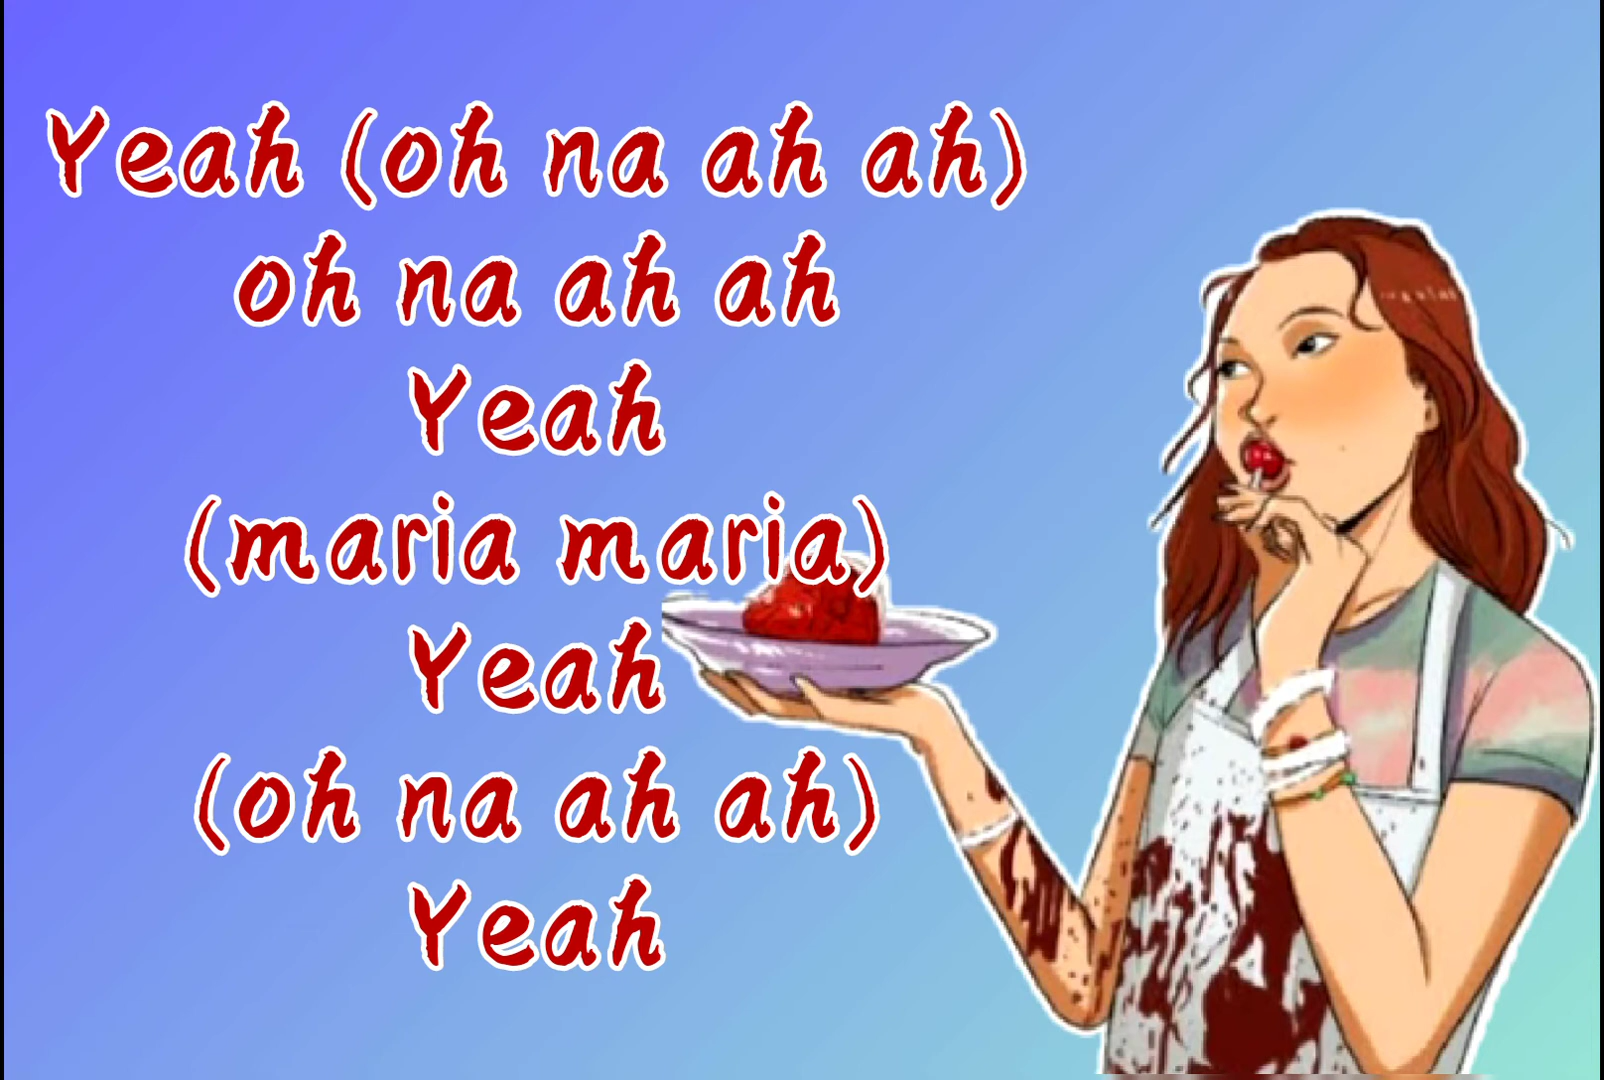 Yeah (oh na ah ah)
oh na ah ah
Yeah
(maria maria)
Yeah
(oh na ah ah)
Yeah